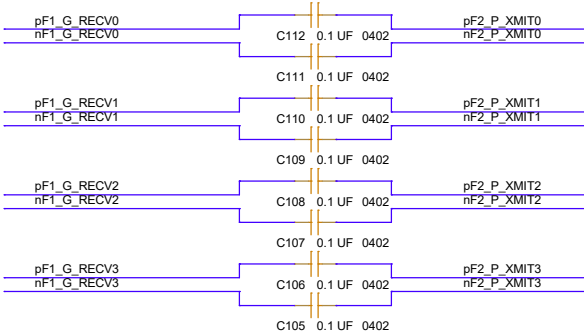 pF1_G_RECV0 pF2_P_XMIT0
nF1_G_RECV0 C112 0.1 UF 0402 nF2_P_XMIT0
C111 0.1 UF 0402
pF1_G_RECV1 pF2_P_XMIT1
nF1_G_RECV1 C110 0.1 UF 0402 nF2_P_XMIT1
C109 0.1 UF 0402
pF1_G_RECV2 pF2_P_XMIT2
nF1_G_RECV2 C108 0.1 UF 0402 nF2_P_XMIT2
C107 0.1 UF 0402
pF1_G_RECV3 pF2_P_XMIT3
nF1_G_RECV3 C106 0.1 UF 0402 nF2_P_XMIT3
C105 0.1 UF 0402